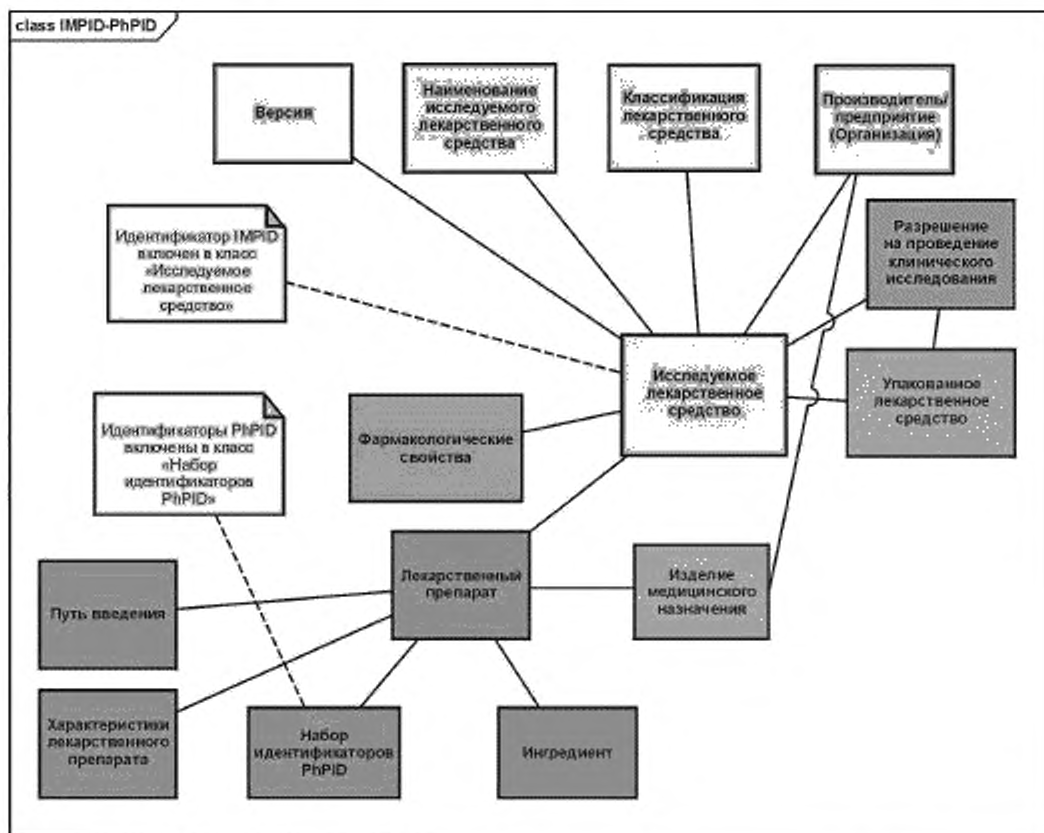 class IMPID-PhPID
Версия
Наименование
исследуемого
лекарственного
средства
Классификация
лекарственного
средства
Производитель/
предприятие
(Организация)
Идентификатор IMPID
включен в класс
«Исследуемое
лекарственное
средство»
Разрешение
на проведение
клинического
исследования
Исследуемое
лекарственное
средство
Упакованное
лекарственное
средство
Идентификаторы PhPID
включены в класс
«Набор
идентификаторов
PhPID»
Фармакологические
свойства
Лекарственный
препарат
Изделие
медицинского
назначения
Путь введения
Характеристики
лекарственного
препарата
Набор
идентификаторов
PhPID
Ингредиент